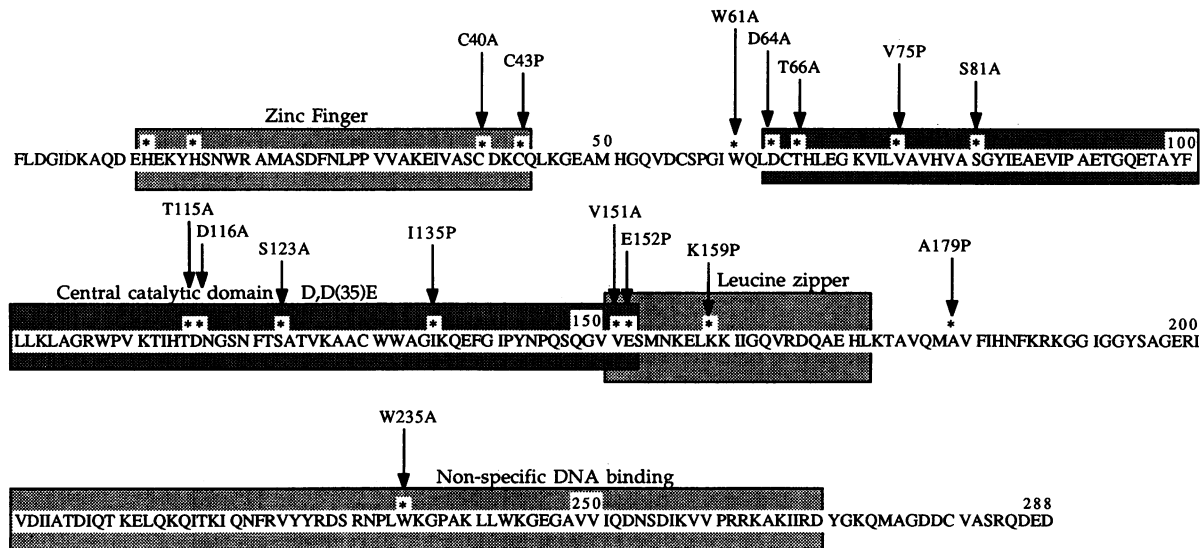 W61A
D64A
C40A
C43P
V75P
T66A
S81A
Zinc Finger
50
100
* * * * * * * * *
FLDGIDKAQD EHEKYHSNWR AMASDFNLPP VVAKEIVASC DKCQLKGEAM HGQVDCSPGI WQLDCTHLEG KVILVAVHVA SGYIEAEVIPAETGQETAYF
T115A
V151A
D116A
S123A
I135P
E152P
K159P
A179P
Central catalytic domain D,D(35)E
Leucine zipper
150
200
** * * ** * *
LLKLAGRWPV KTIHTDNGSN FTSATVKAAC WWAGIKQEFG IPYNPQSQGV VESMNKELKK IIGQVRDQAE HLKTAVQMAV FIHNFKRKGG IGGYSAGERI
W235A
Non-specific DNA binding
250
288
*
VDIIATDIQT KELQKQITKI QNFRVYYRDS RNPLWKGPAK LLWKGEGAVV IQDNSDIKVV PRRKAKIIRD YGKQMAGDDC VASRQDED